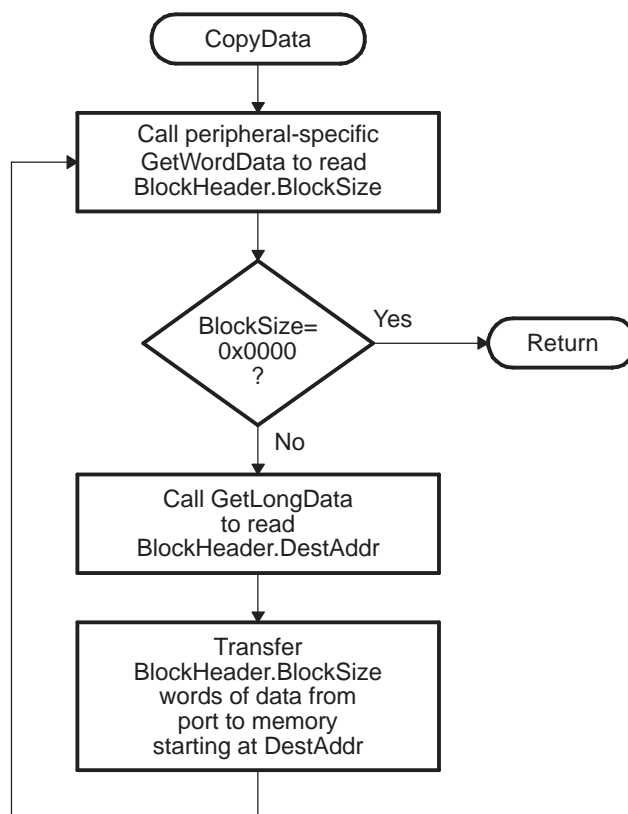 CopyData
Call peripheral-specific
GetWordData to read
BlockHeader.BlockSize
BlockSize=
0x0000
?
Yes
Return
No
Call GetLongData
to read
BlockHeader.DestAddr
Transfer
BlockHeader.BlockSize
words of data from
port to memory
starting at DestAddr